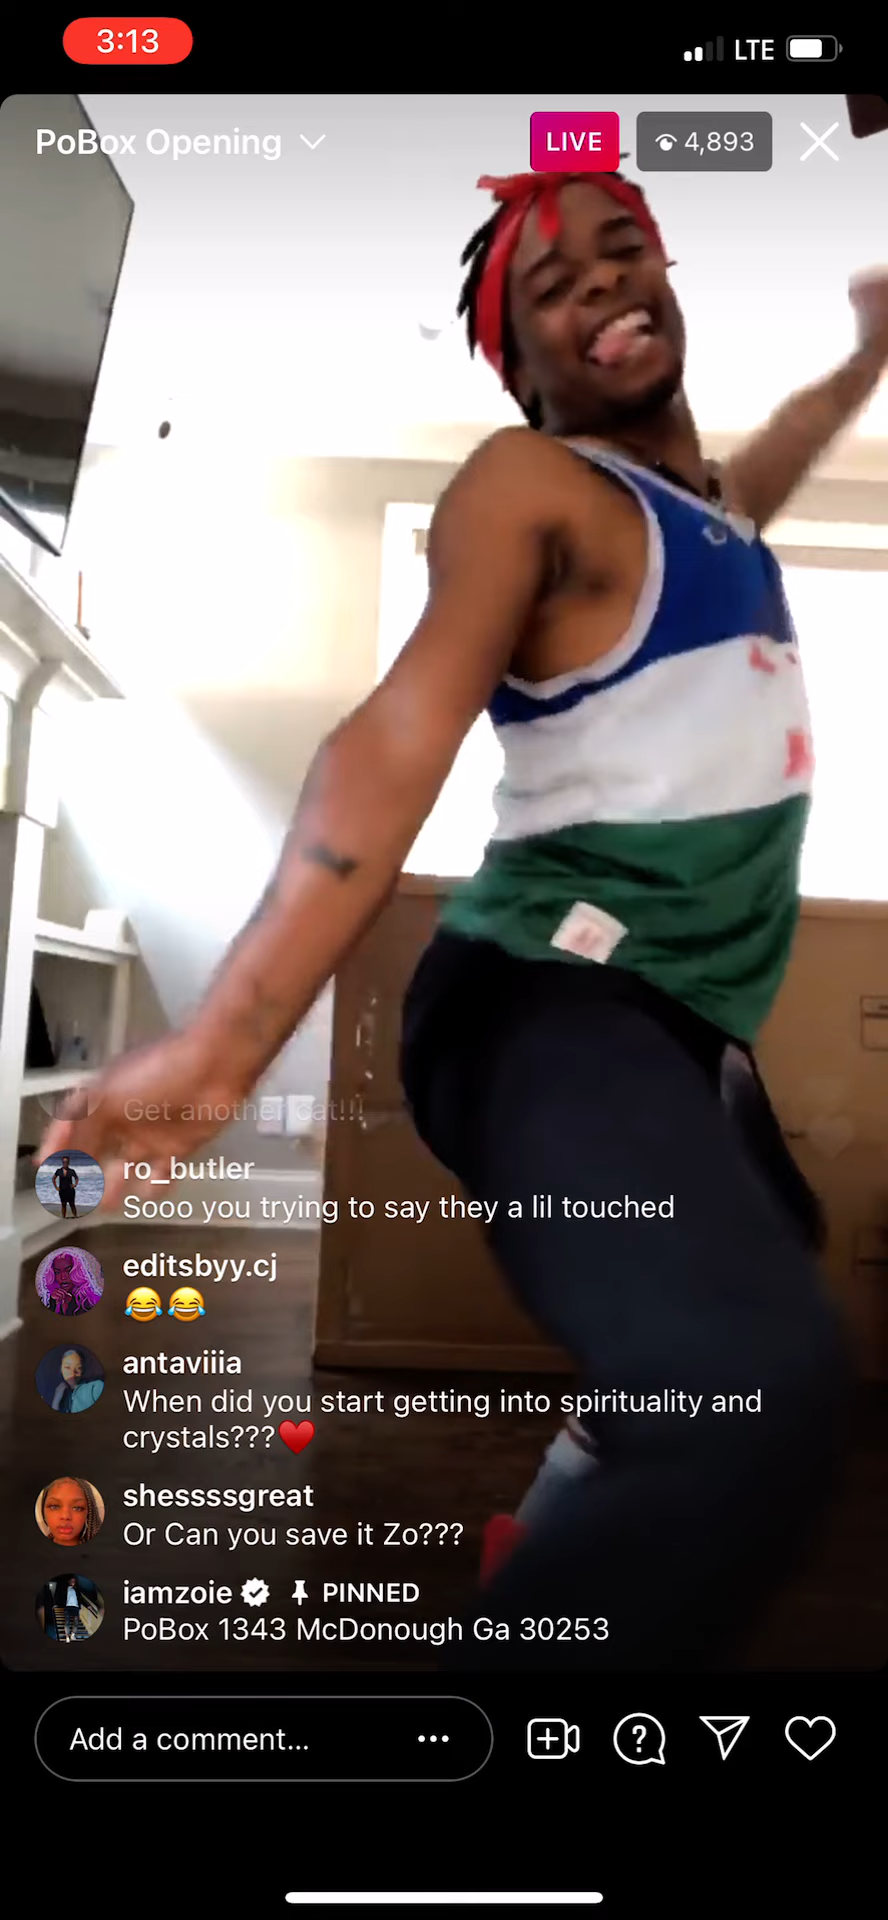 3:13
LTE
PoBox Opening
LIVE
4,893
Get another cat!!!
ro_butler
Sooo you trying to say they a lil touched
editsbyy.cj
😂😂
antaviiia
When did you start getting into spirituality and
crystals???❤️
shessssgreat
Or Can you save it Zo???
iamzoie PINNED
PoBox 1343 McDonough Ga 30253
Add a comment...